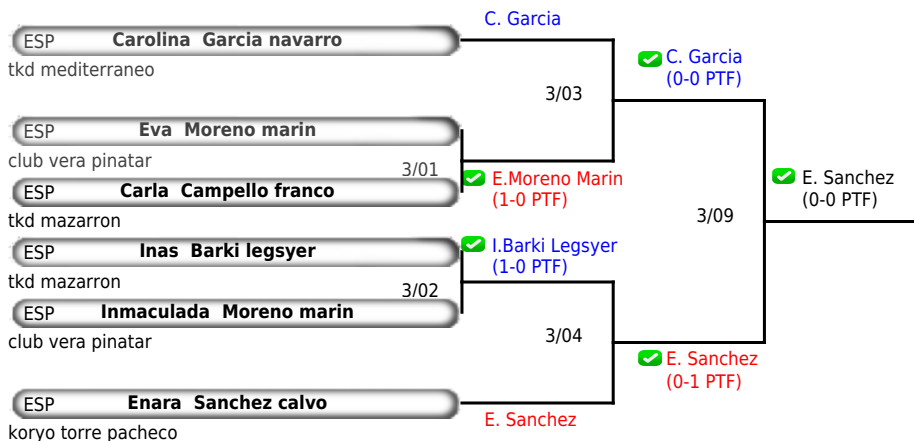 C. Garcia
ESP Carolina Garcia navarro
tkd mediterraneo
C. Garcia
(0-0 PTF)
3/03
ESP Eva Moreno marin
club vera pinatar
3/01
E.Moreno Marin
(1-0 PTF)
ESP Carla Campello franco
tkd mazarron
E. Sanchez
(0-0 PTF)
3/09
ESP Inas Barki legsyer
tkd mazarron
I.Barki Legsyer
(1-0 PTF)
3/02
ESP Inmaculada Moreno marin
club vera pinatar
3/04
E. Sanchez
(0-1 PTF)
ESP Enara Sanchez calvo
koryo torre pacheco
E. Sanchez